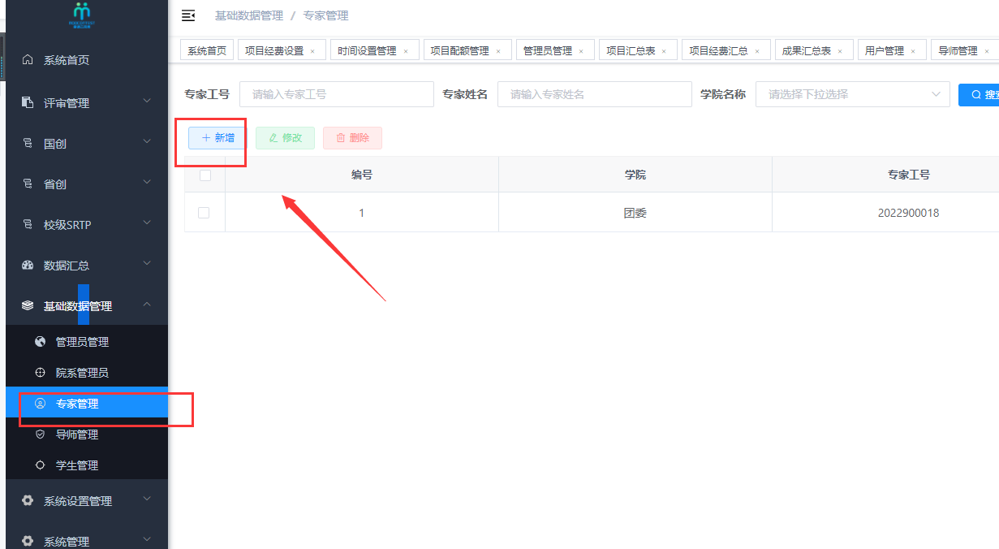 基础数据管理 / 专家管理
系统首页 项目经费设置 × 时间设置管理 × 项目配额管理 × 管理员管理 × 项目汇总表 × 项目经费汇总 × 成果汇总表 × 用户管理 × 导师管理 ×
系统首页
评审管理
国创
省创
校级SRTP
数据汇总
基础数据管理
管理员管理
院系管理员
专家管理
导师管理
学生管理
系统设置管理
系统管理
专家工号 请输入专家工号 专家姓名 请输入专家姓名 学院名称 请选择下拉选择 搜
+ 新增 修改 删除
编号 学院 专家工号
1 团委 2022900018